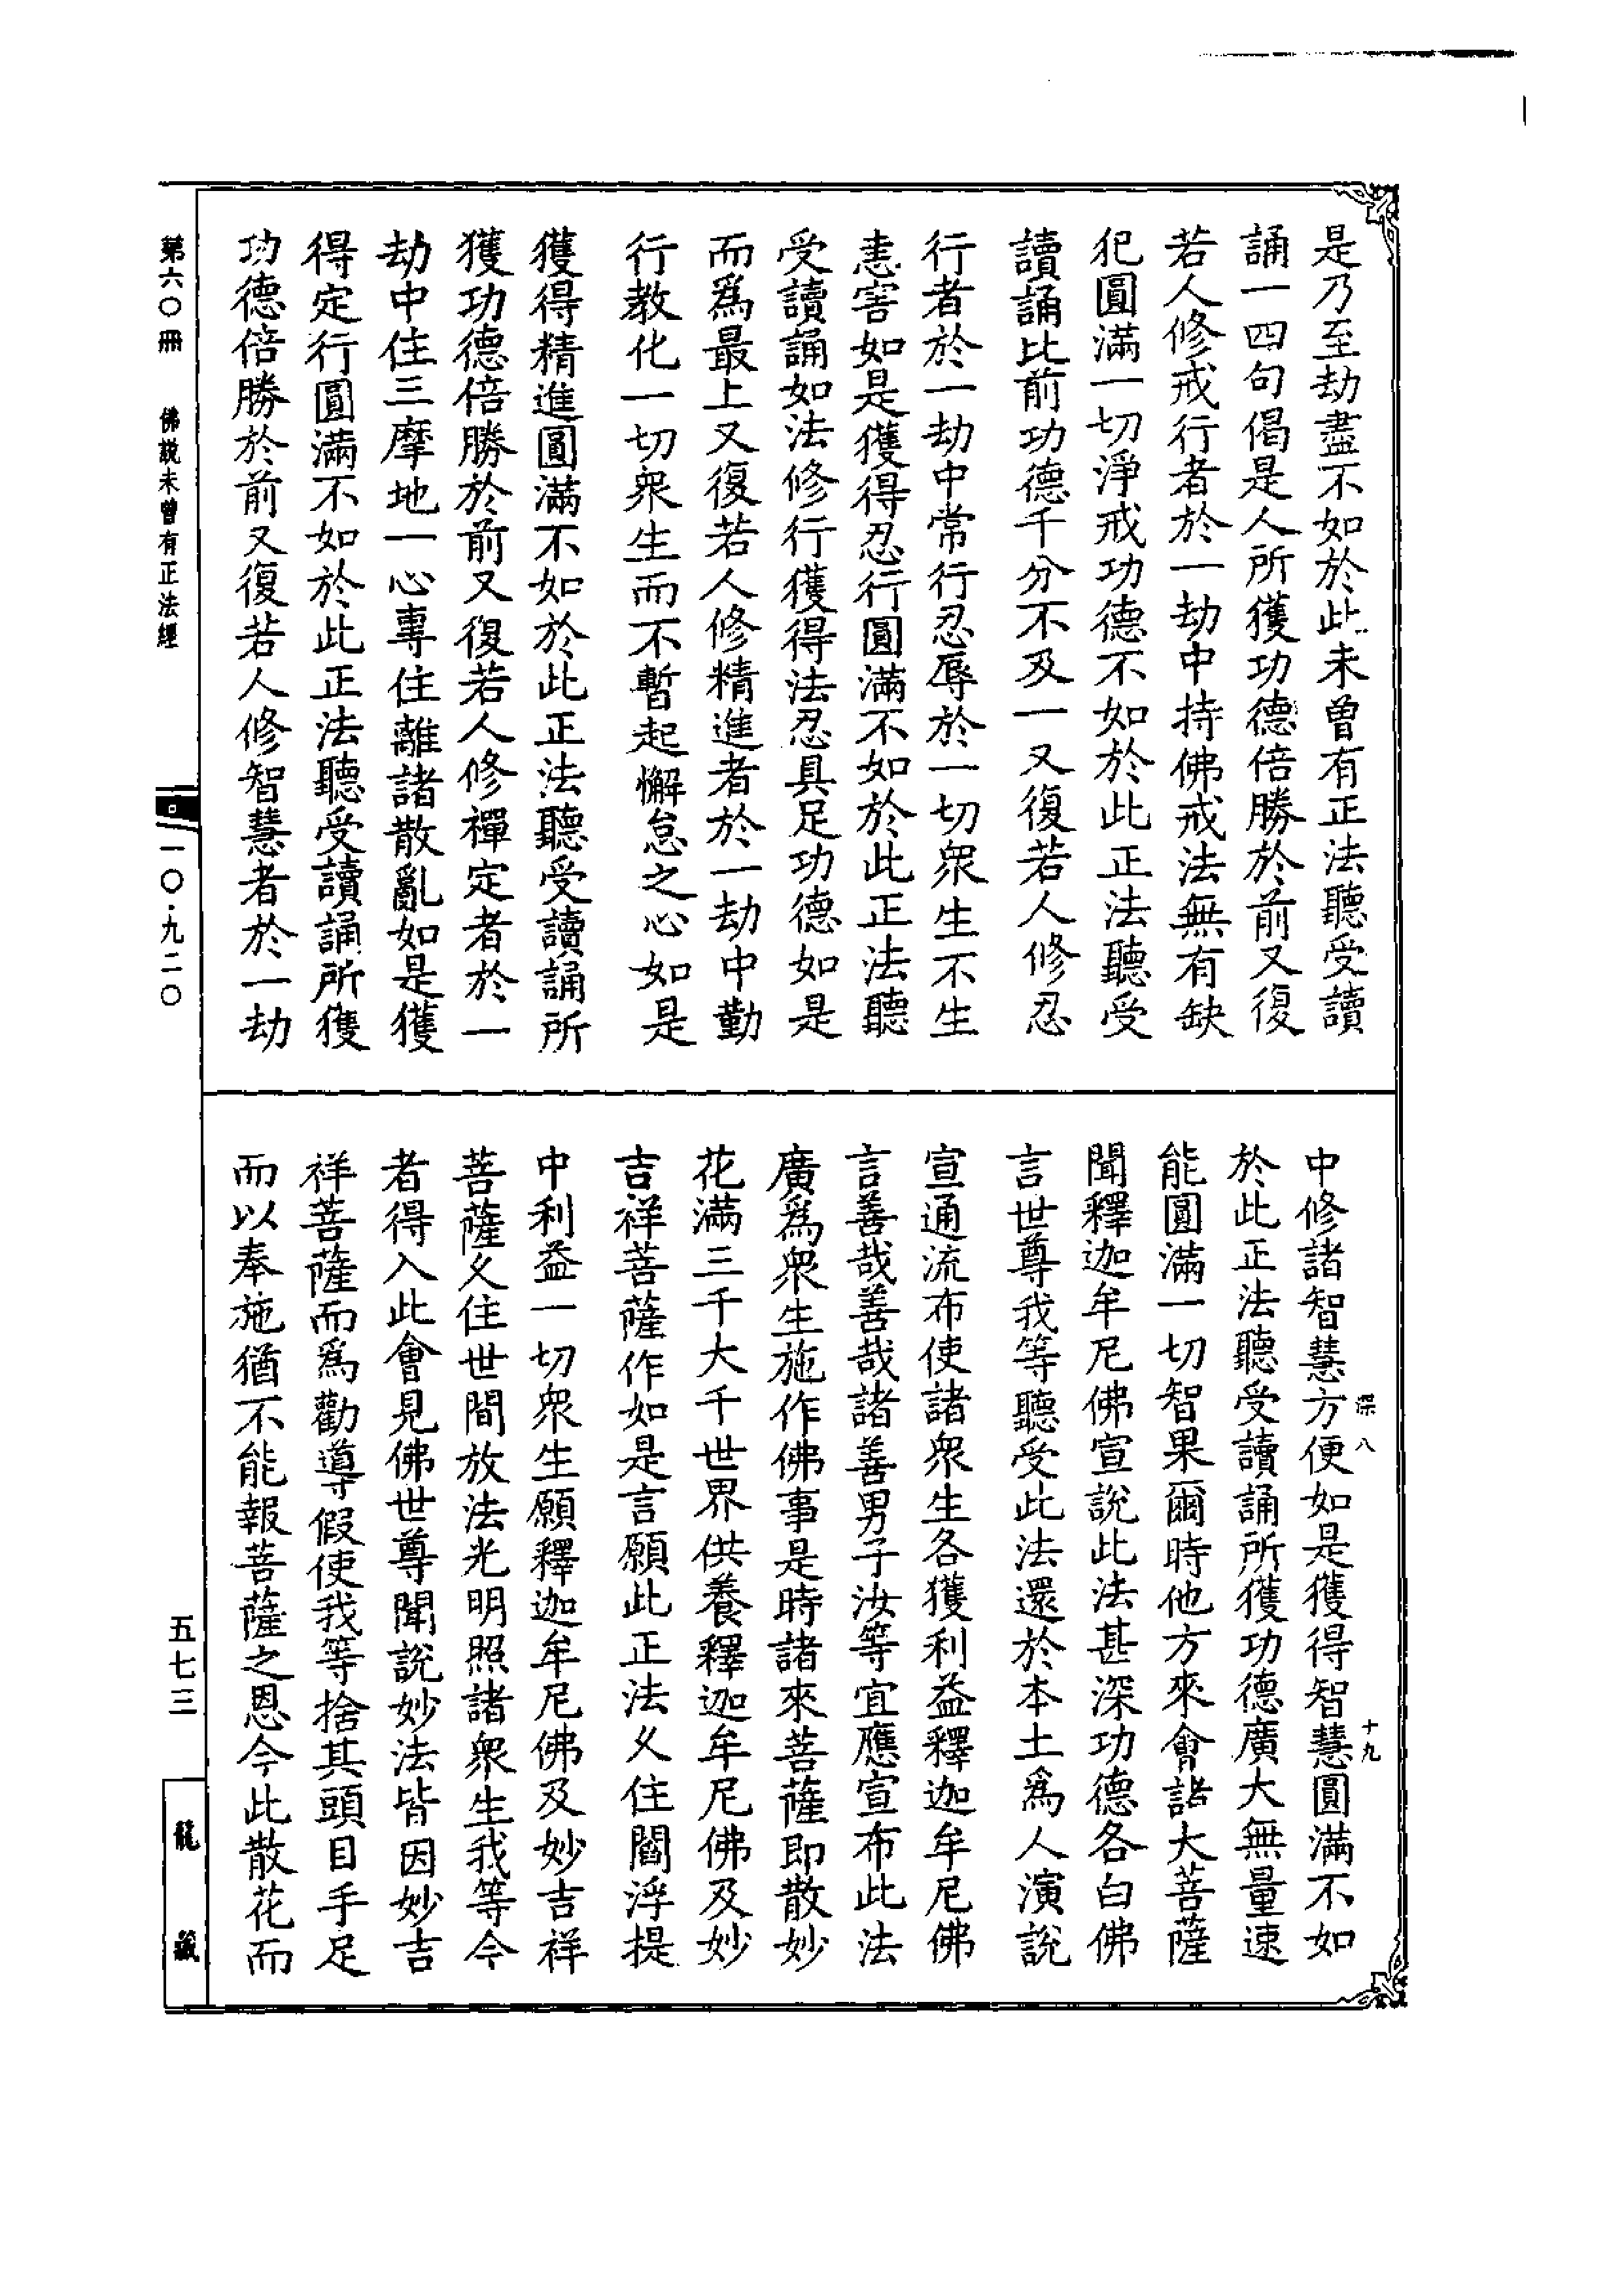 是乃至劫盡不如於此未曾有正法聽受讀
誦一四句偈是人所獲功德倍勝於前又復
若人修戒行者於一劫中持佛戒法無有缺
犯圓滿一切淨戒功德不如於此正法聽受
讀誦比前功德千分不及一又復若人修忍
行者於一劫中常行忍辱於一切衆生不生
恚害如是獲得忍行圓滿不如於此正法聽
受讀誦如法修行獲得法忍具足功德如是
而爲最上又復若人修精進者於一劫中勤
行教化一切衆生而不暫起懈怠之心如是
獲得精進圓滿不如於此正法聽受讀誦所
獲功德倍勝於前又復若人修禪定者於一
劫中住三摩地一心專住離諸散亂如是獲
得定行圓滿不如於此正法聽受讀誦所獲
功德倍勝於前又復若人修智慧者於一劫
中修諸智慧方便如是獲得智慧圓滿不如
於此正法聽受讀誦所獲功德廣大無量速
能圓滿一切智果爾時他方來會諸大菩薩
聞釋迦牟尼佛宣說此法甚深功德各白佛
言世尊我等聽受此法還於本土爲人演說
宣通流布使諸衆生各獲利益釋迦牟尼佛
言善哉善哉諸善男子汝等宜應宣布此法
廣爲衆生施作佛事是時諸來菩薩即散妙
花滿三千大千世界供養釋迦牟尼佛及妙
吉祥菩薩作如是言願此正法久住閻浮提
中利益一切衆生願釋迦牟尼佛及妙吉祥
菩薩久住世間放法光明照諸衆生我等今
者得入此會見佛世尊聞說妙法皆因妙吉
祥菩薩而爲勸導假使我等捨其頭目手足
而以奉施猶不能報菩薩之恩今此散花而
深八
十九
第六〇冊 佛説未曾有正法經
一〇·九二〇
五七三
龍藏